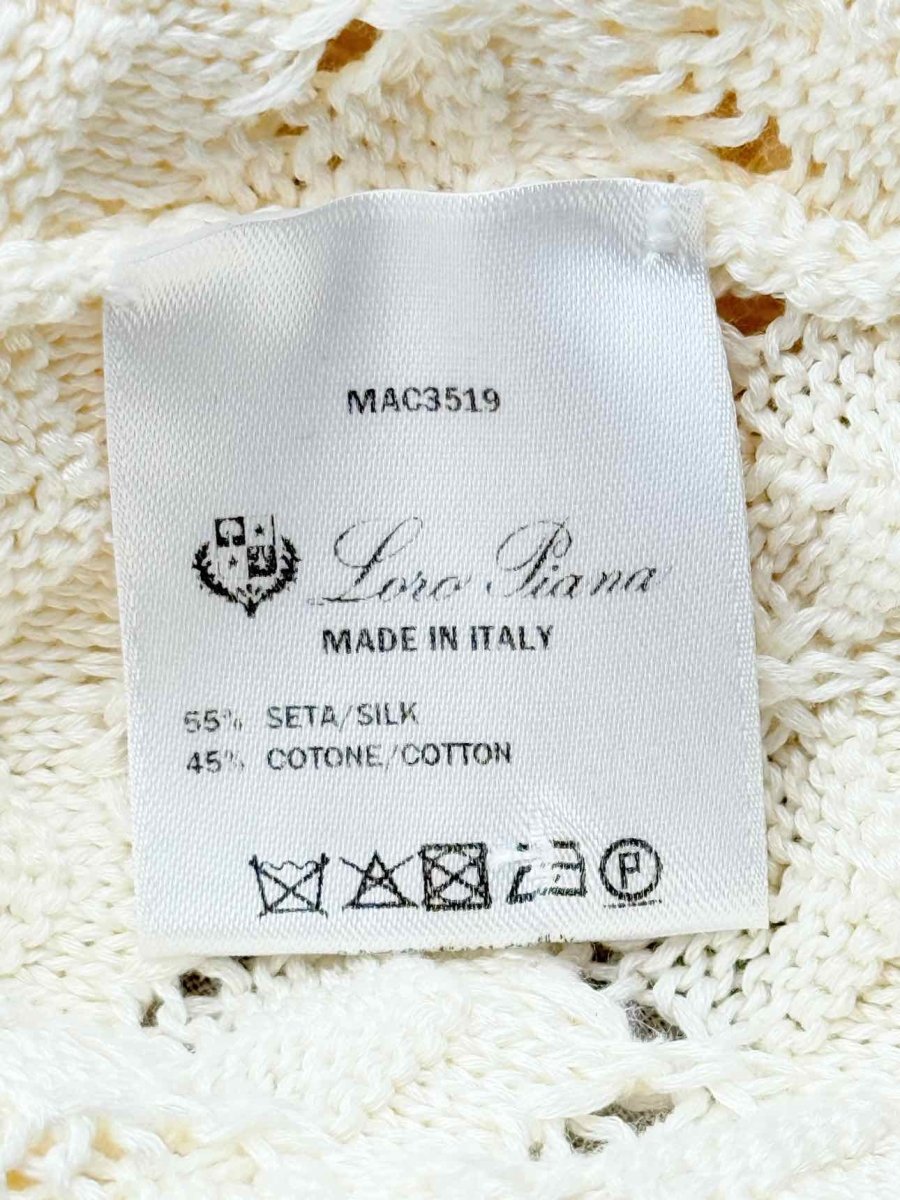 MAC3519
Loro Piana
MADE IN ITALY
55% SETA/SILK
45% COTONE/COTTON
P